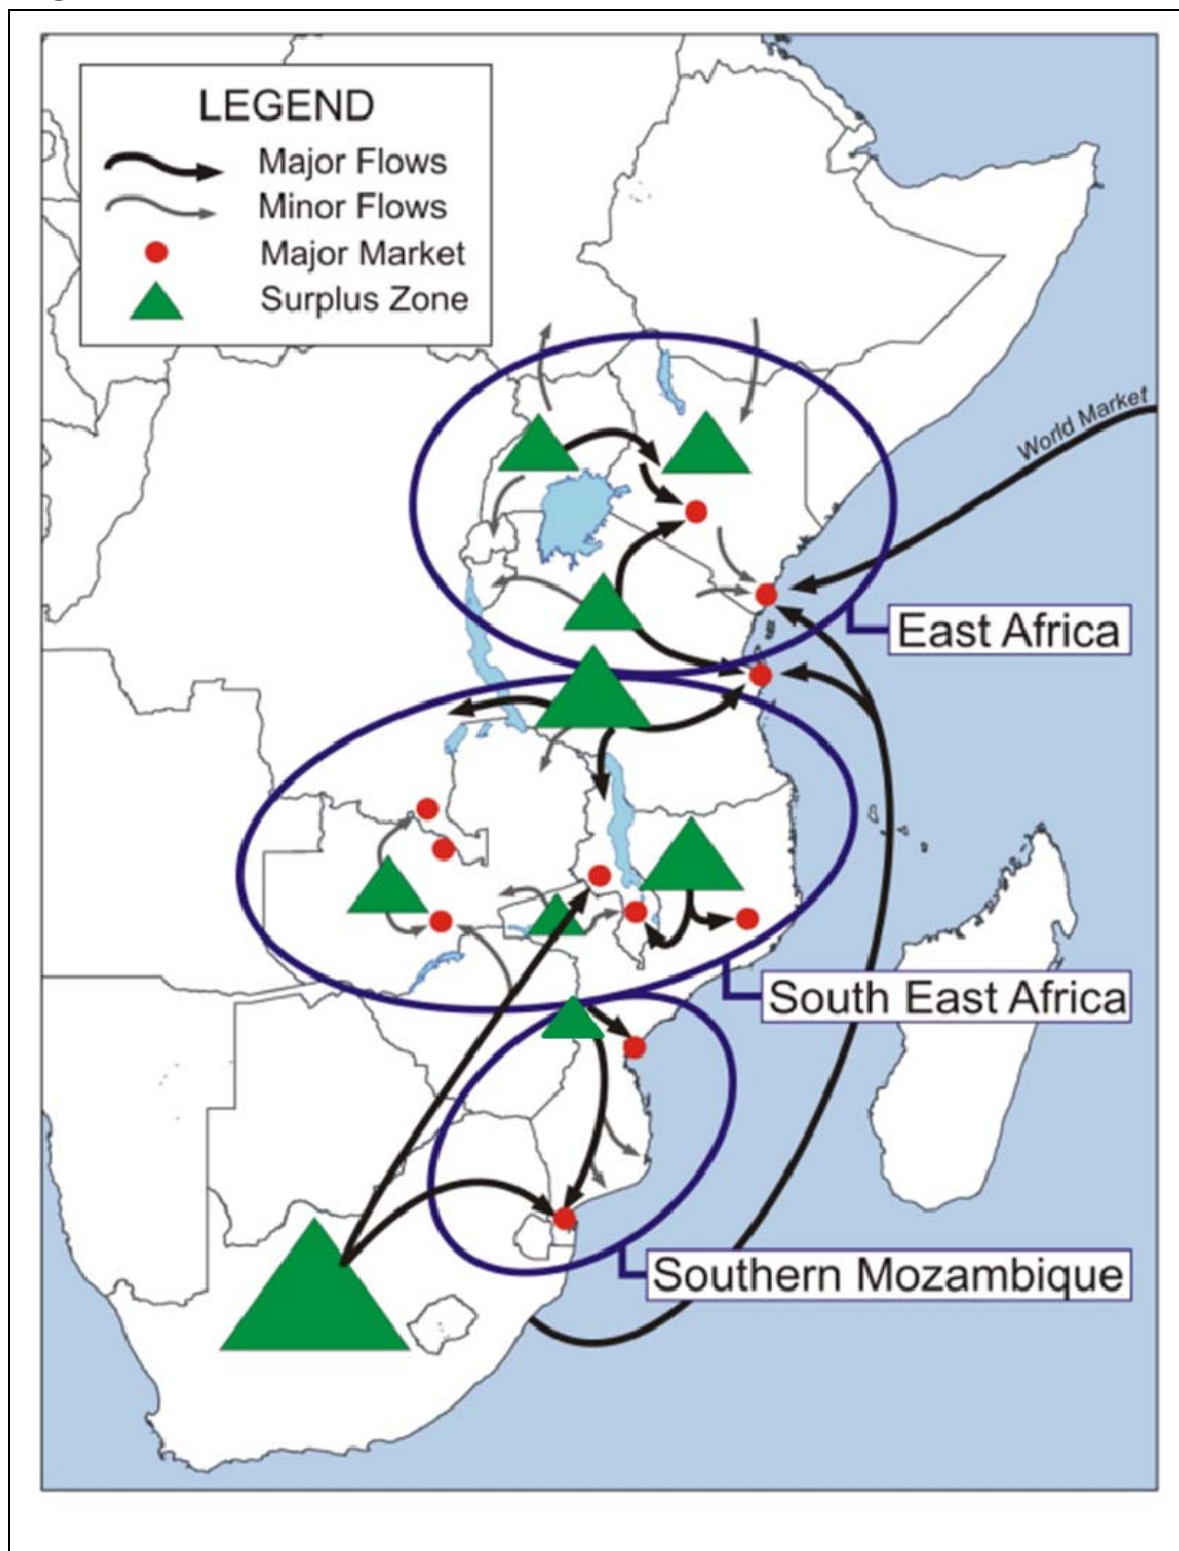 LEGEND
Major Flows
Minor Flows
Major Market
Surplus Zone
World Market
East Africa
South East Africa
Southern Mozambique